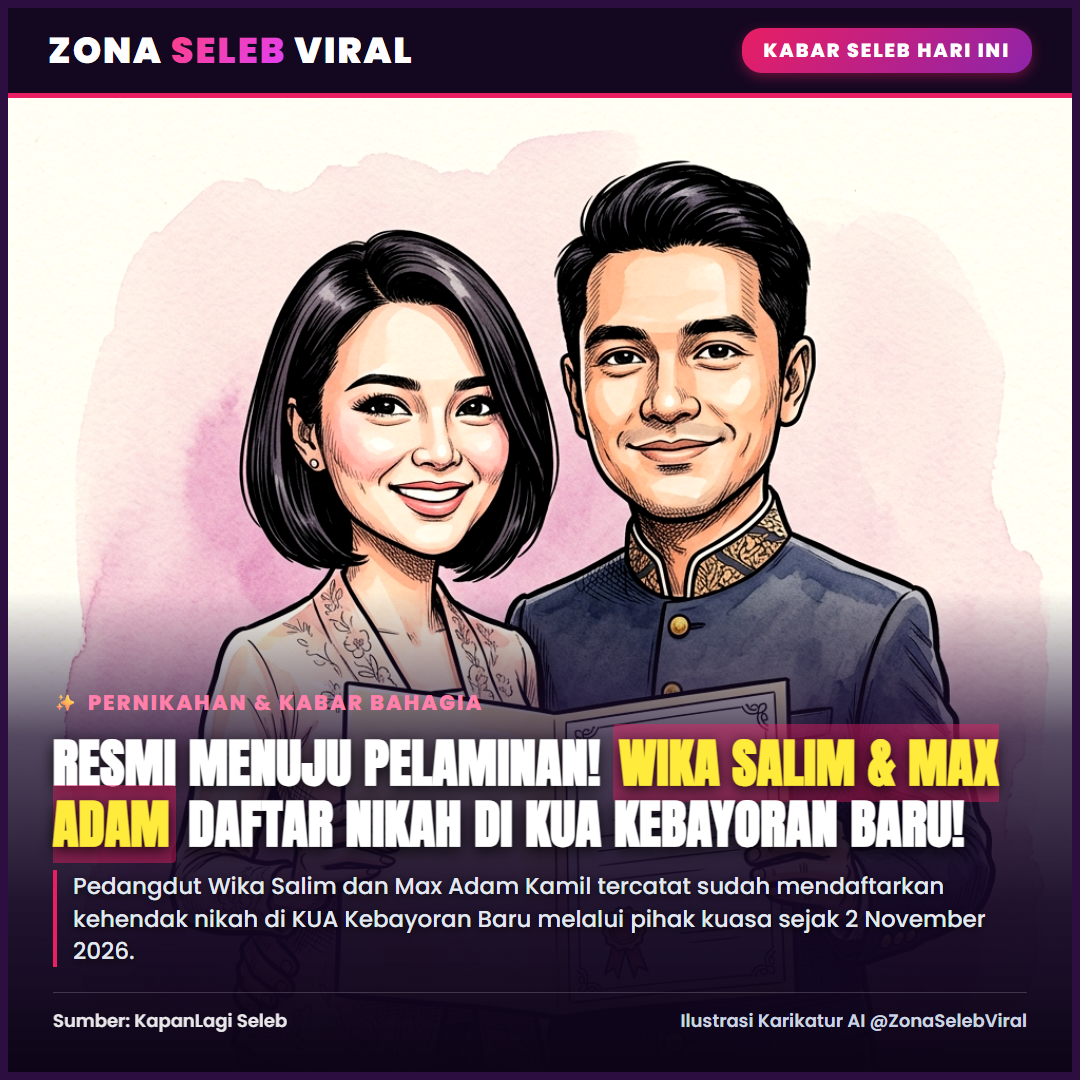 ZONA SELEB VIRAL
KABAR SELEB HARI INI
✨ PERNIKAHAN & KABAR BAHAGIA
RESMI MENUJU PELAMINAN! WIKA SALIM & MAX
ADAM DAFTAR NIKAH DI KUA KEBAYORAN BARU!
Pedangdut Wika Salim dan Max Adam Kamil tercatat sudah mendaftarkan
kehendak nikah di KUA Kebayoran Baru melalui pihak kuasa sejak 2 November
2026.
Sumber: KapanLagi Seleb
Ilustrasi Karikatur AI @ZonaSelebViral